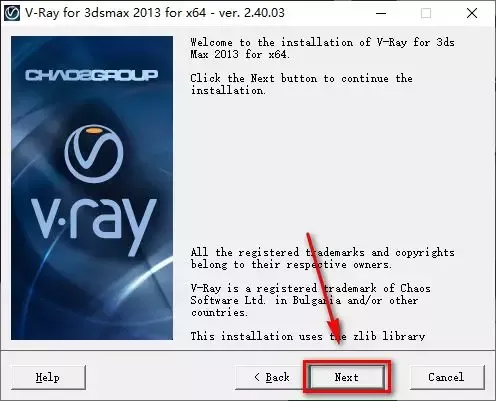 V-Ray for 3dsmax 2013 for x64 - ver. 2.40.03
CHAOSGROUP
v·ray
Welcome to the installation of V-Ray for 3ds
Max 2013 for x64.
Click the Next button to continue the
installation.
All the registered trademarks and copyrights
belong to their respective owners.
V-Ray is a registered trademark of Chaos
Software Ltd. in Bulgaria and/or other
countries.
This installation uses the zlib library
Help
< Back
Next
Cancel